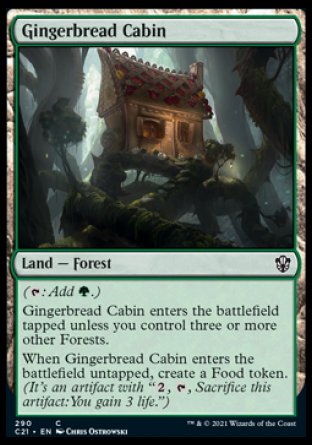 Gingerbread Cabin
Land — Forest
(T: Add G.)
Gingerbread Cabin enters the battlefield
tapped unless you control three or more
other Forests.
When Gingerbread Cabin enters the
battlefield untapped, create a Food token.
(It's an artifact with "2, T, Sacrifice this
artifact:You gain 3 life.")
290 C
C21 • EN CHRIS OSTROWSKI
™ & © 2021 Wizards of the Coast